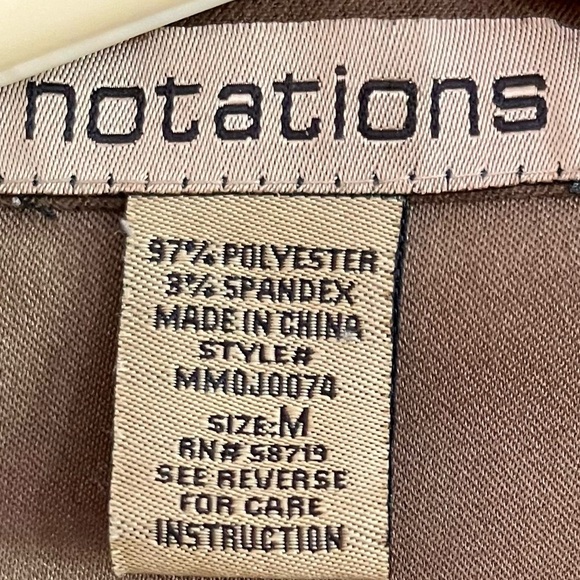 notations
97% POLYESTER
3% SPANDEX
MADE IN CHINA
STYLE#
MM0J0074
SIZE:M
RN# 58719
SEE REVERSE
FOR CARE
INSTRUCTION